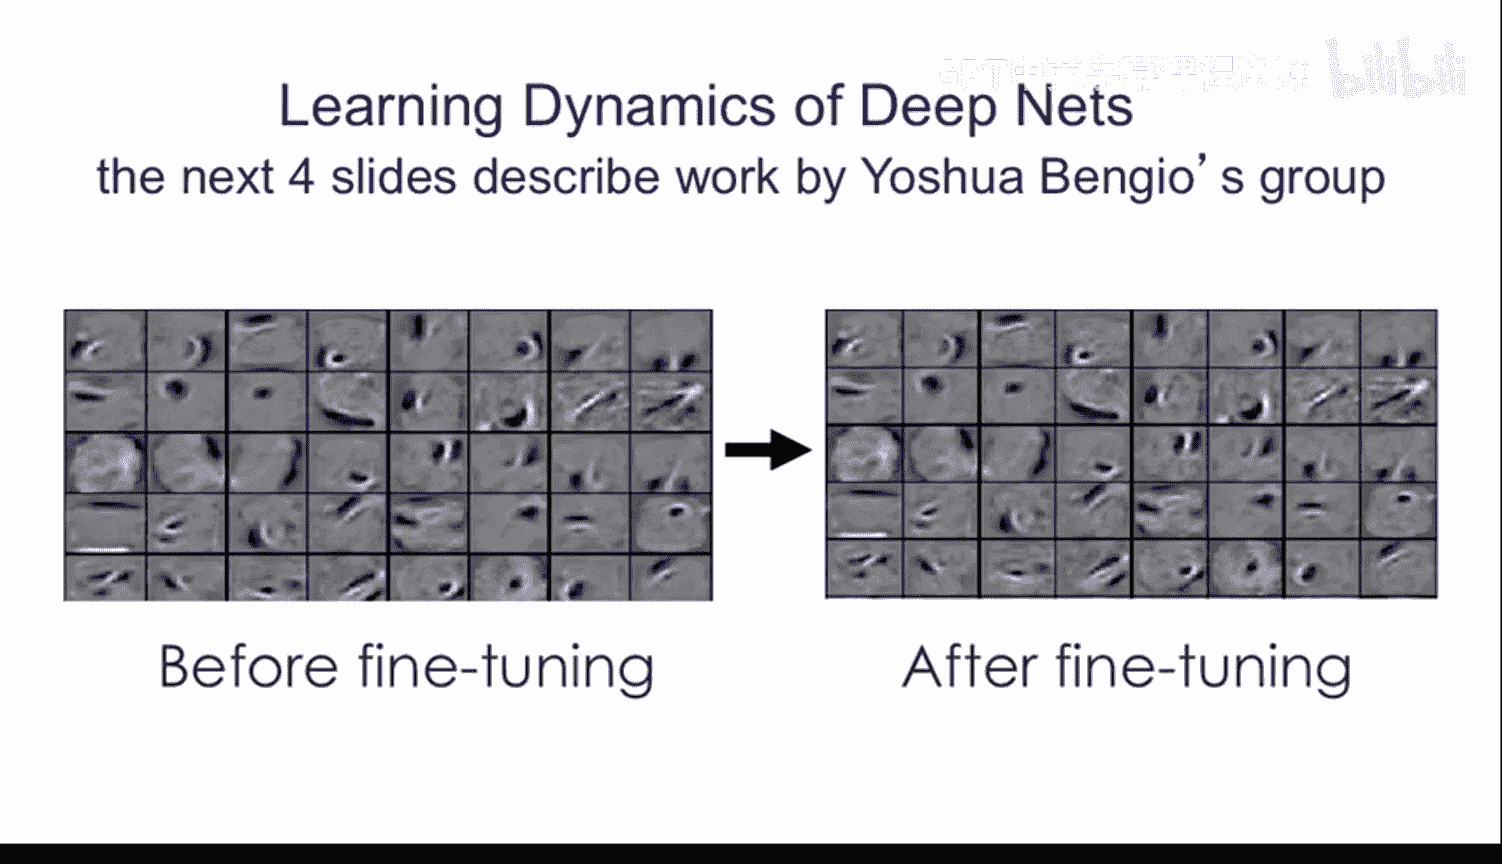 Learning Dynamics of Deep Nets
the next 4 slides describe work by Yoshua Bengio’s group
Before fine-tuning
After fine-tuning
bilibili